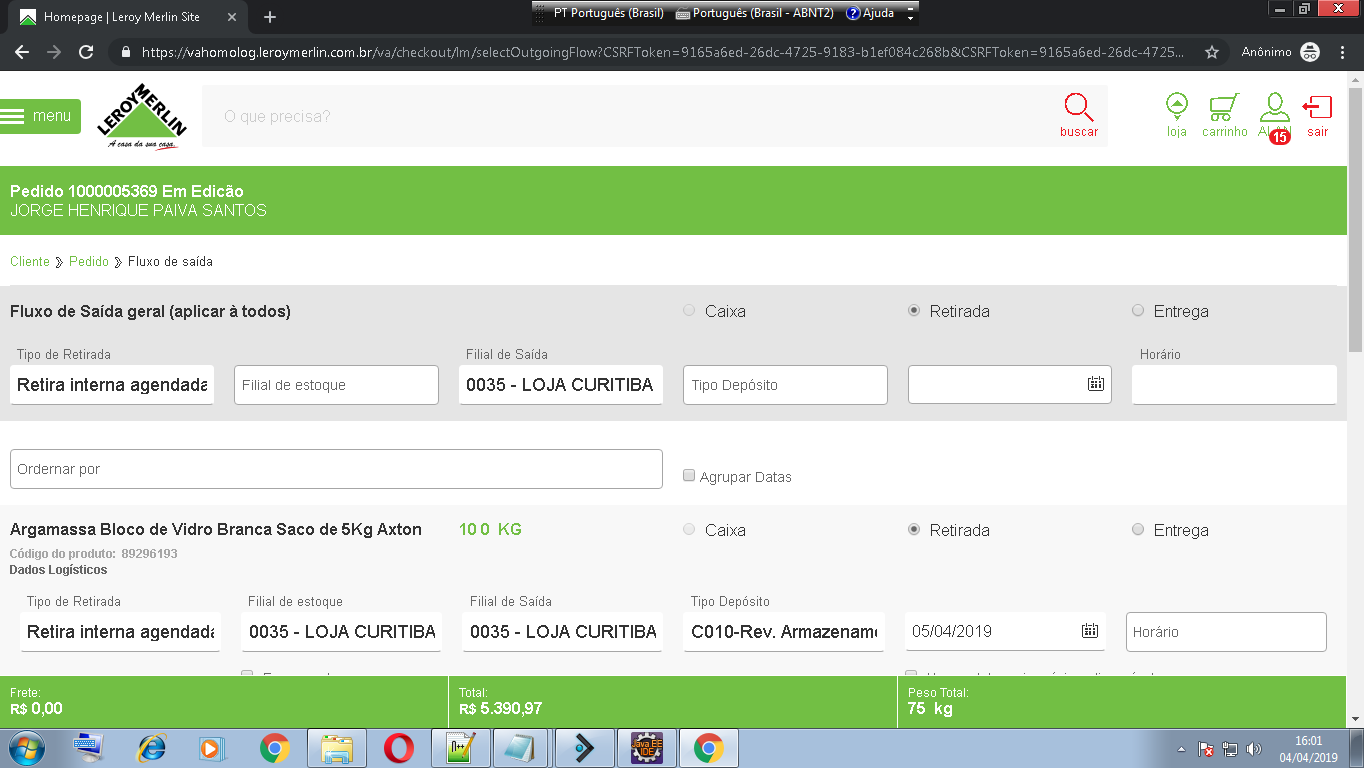 PT Português (Brasil) Português (Brasil - ABNT2) Ajuda
Homepage | Leroy Merlin Site
https://vahomolog.leroymerlin.com.br/va/checkout/lm/selectOutgoingFlow?CSRFToken=9165a6ed-26dc-4725-9183-b1ef084c268b&CSRFToken=9165a6ed-26dc-4725... Anônimo
menu
LEROY MERLIN
A casa da sua casa.
O que precisa?
buscar
loja
carrinho
ALAN
15
sair
Pedido 1000005369 Em Edicão
JORGE HENRIQUE PAIVA SANTOS
Cliente Pedido Fluxo de saída
Fluxo de Saída geral (aplicar à todos) Caixa Retirada Entrega
Tipo de Retirada Filial de Saída Horário
Retira interna agendada Filial de estoque 0035 - LOJA CURITIBA Tipo Depósito
Ordernar por
Agrupar Datas
Argamassa Bloco de Vidro Branca Saco de 5Kg Axton 10 0 KG Caixa Retirada Entrega
Código do produto: 89296193
Dados Logísticos
Tipo de Retirada Filial de estoque Filial de Saída Tipo Depósito
Retira interna agendada 0035 - LOJA CURITIBA 0035 - LOJA CURITIBA C010-Rev. Armazename 05/04/2019 Horário
Frete: Total: Peso Total:
R$ 0,00 R$ 5.390,97 75 kg
Java EE
IDE
16:01
04/04/2019